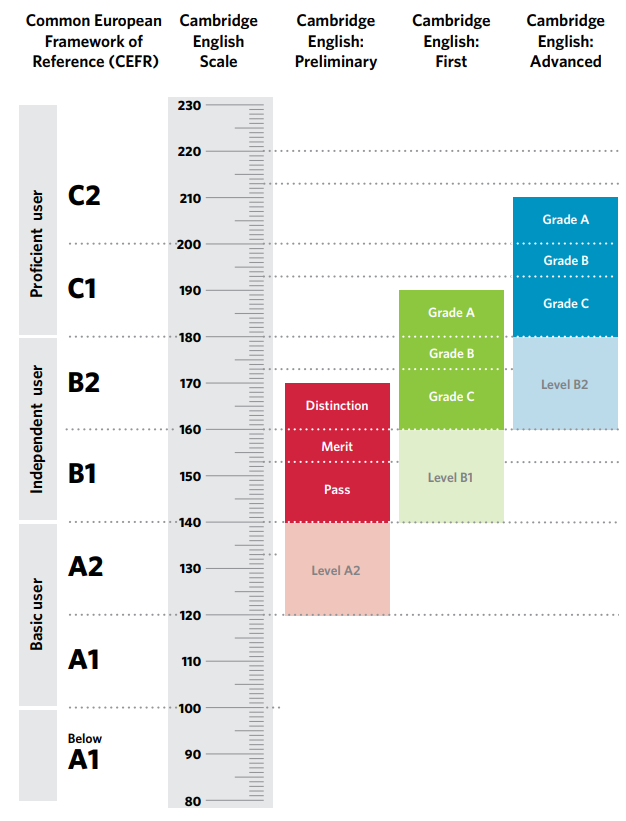 Common European
Framework of
Reference (CEFR)
Cambridge
English
Scale
Cambridge
English:
Preliminary
Cambridge
English:
First
Cambridge
English:
Advanced
Proficient user
Independent user
Basic user
C2
C1
B2
B1
A2
A1
Below
A1
230
220
210
200
190
180
170
160
150
140
130
120
110
100
90
80
Distinction
Merit
Pass
Level A2
Grade A
Grade B
Grade C
Level B1
Grade A
Grade B
Grade C
Level B2